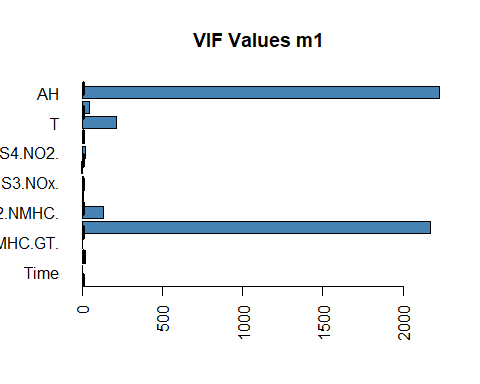 VIF Values m1
AH
T
S4.NO2.
S3.NOx.
2.NMHC.
MHC.GT.
Time
0
500
1000
1500
2000